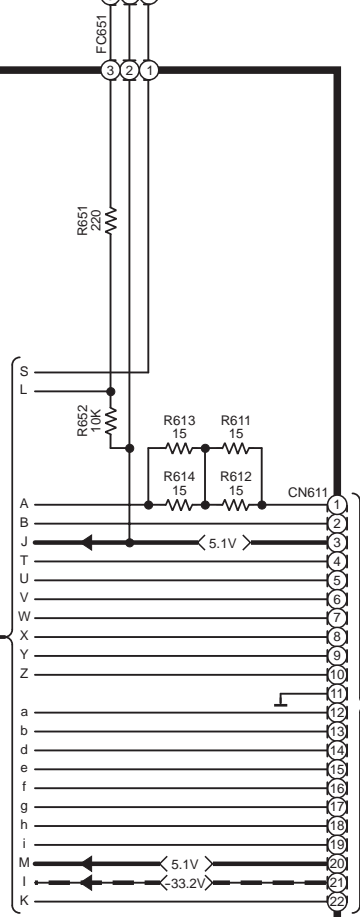 FC651
3 2 1
R651
220
S
L
R652
10K
R613
15
R611
15
R614
15
R612
15
CN611
A 1
B 2
J 5.1V 3
T 4
U 5
V 6
W 7
X 8
Y 9
Z 10
11
a 12
b 13
d 14
e 15
f 16
g 17
h 18
i 19
M 5.1V 20
I -33.2V 21
K 22